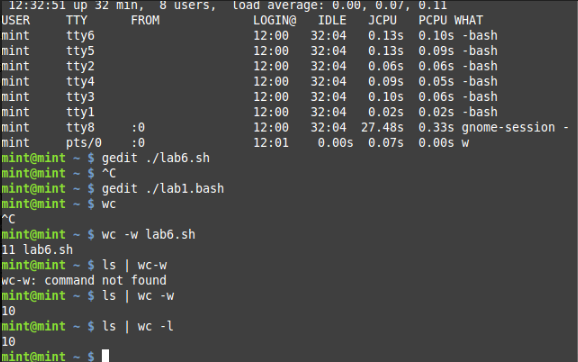 12:32:51 up 32 min,  8 users,  load average: 0.00, 0.07, 0.11
USER     TTY      FROM             LOGIN@   IDLE   JCPU   PCPU WHAT
mint     tty6                      12:00   32:04   0.13s  0.10s -bash
mint     tty5                      12:00   32:04   0.13s  0.09s -bash
mint     tty2                      12:00   32:04   0.06s  0.06s -bash
mint     tty4                      12:00   32:04   0.09s  0.05s -bash
mint     tty3                      12:00   32:04   0.10s  0.06s -bash
mint     tty1                      12:00   32:04   0.02s  0.02s -bash
mint     tty8     :0               12:00   32:04  27.48s  0.33s gnome-session -
mint     pts/0    :0               12:01    0.00s  0.07s  0.00s w
mint@mint ~ $ gedit ./lab6.sh
mint@mint ~ $ ^C
mint@mint ~ $ gedit ./lab1.bash
mint@mint ~ $ wc
^C
mint@mint ~ $ wc -w lab6.sh
11 lab6.sh
mint@mint ~ $ ls | wc-w
wc-w: command not found
mint@mint ~ $ ls | wc -w
10
mint@mint ~ $ ls | wc -l
10
mint@mint ~ $